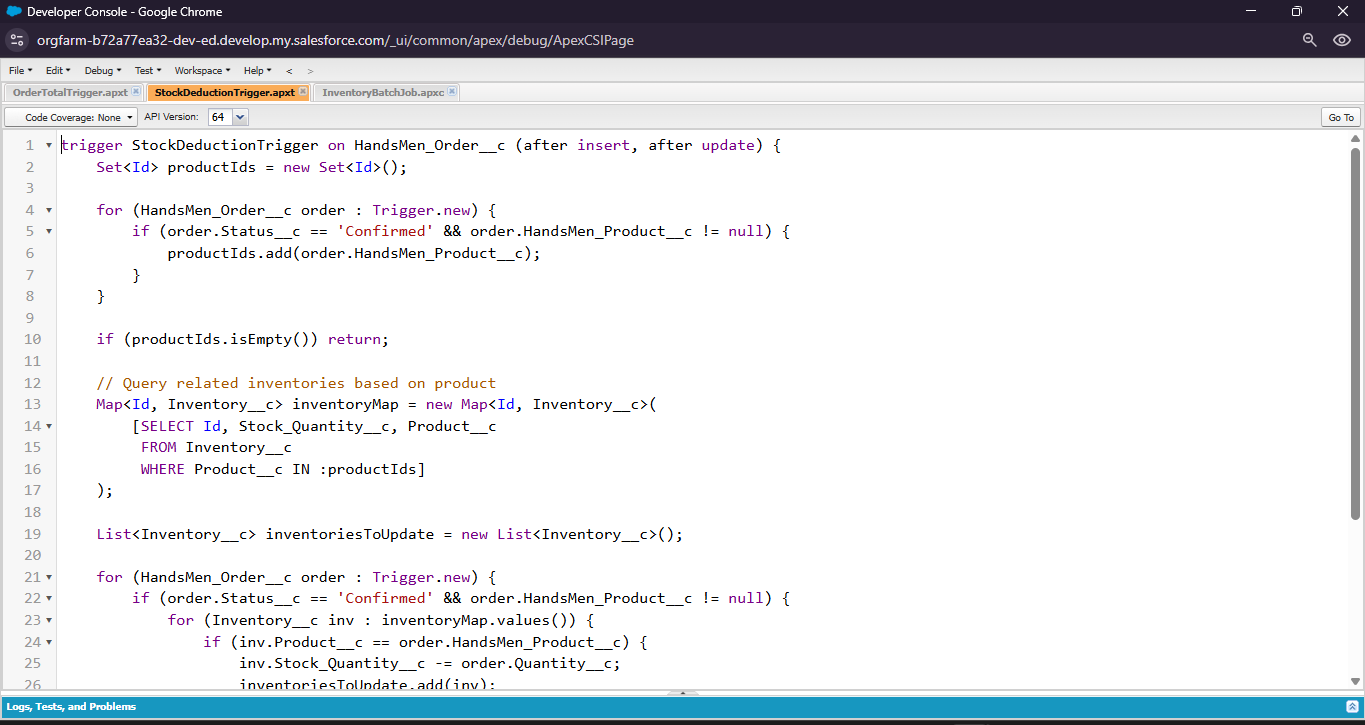 Developer Console - Google Chrome
orgfarm-b72a77ea32-dev-ed.develop.my.salesforce.com/_ui/common/apex/debug/ApexCSIPage
File Edit Debug Test Workspace Help < >
OrderTotalTrigger.apxt StockDeductionTrigger.apxt InventoryBatchJob.apxc
Code Coverage: None API Version: 64 Go To
1 trigger StockDeductionTrigger on HandsMen_Order__c (after insert, after update) {
2 Set<Id> productIds = new Set<Id>();
3
4 for (HandsMen_Order__c order : Trigger.new) {
5 if (order.Status__c == 'Confirmed' && order.HandsMen_Product__c != null) {
6 productIds.add(order.HandsMen_Product__c);
7 }
8 }
9
10 if (productIds.isEmpty()) return;
11
12 // Query related inventories based on product
13 Map<Id, Inventory__c> inventoryMap = new Map<Id, Inventory__c>(
14 [SELECT Id, Stock_Quantity__c, Product__c
15 FROM Inventory__c
16 WHERE Product__c IN :productIds]
17 );
18
19 List<Inventory__c> inventoriesToUpdate = new List<Inventory__c>();
20
21 for (HandsMen_Order__c order : Trigger.new) {
22 if (order.Status__c == 'Confirmed' && order.HandsMen_Product__c != null) {
23 for (Inventory__c inv : inventoryMap.values()) {
24 if (inv.Product__c == order.HandsMen_Product__c) {
25 inv.Stock_Quantity__c -= order.Quantity__c;
26 inventoriesToUpdate.add(inv);
Logs, Tests, and Problems